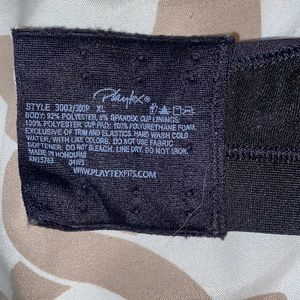 Playtex®
STYLE 3002/300P XL
BODY: 92% POLYESTER, 8% SPANDEX CUP LININGS:
100% POLYESTER CUP PAD: 100% POLYURETHANE FOAM.
EXCLUSIVE OF TRIM AND ELASTICS. HAND WASH COLD
WATER WITH LIKE COLORS. DO NOT USE FABRIC
SOFTENER. DO NOT BLEACH. LINE DRY. DO NOT IRON.
MADE IN HONDURAS
RN15763
WWW.PLAYTEXFITS.COM